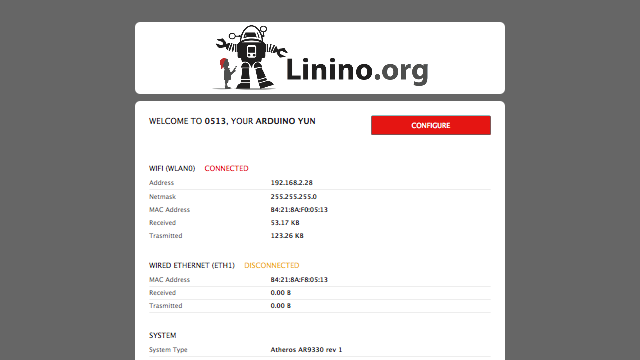 Linino.org
WELCOME TO 0513, YOUR ARDUINO YUN
CONFIGURE
WIFI (WLAN0) CONNECTED
Address 192.168.2.28
Netmask 255.255.255.0
MAC Address B4:21:8A:F0:05:13
Received 53.17 KB
Trasmitted 123.26 KB
WIRED ETHERNET (ETH1) DISCONNECTED
MAC Address B4:21:8A:F8:05:13
Received 0.00 B
Trasmitted 0.00 B
SYSTEM
System Type Atheros AR9330 rev 1